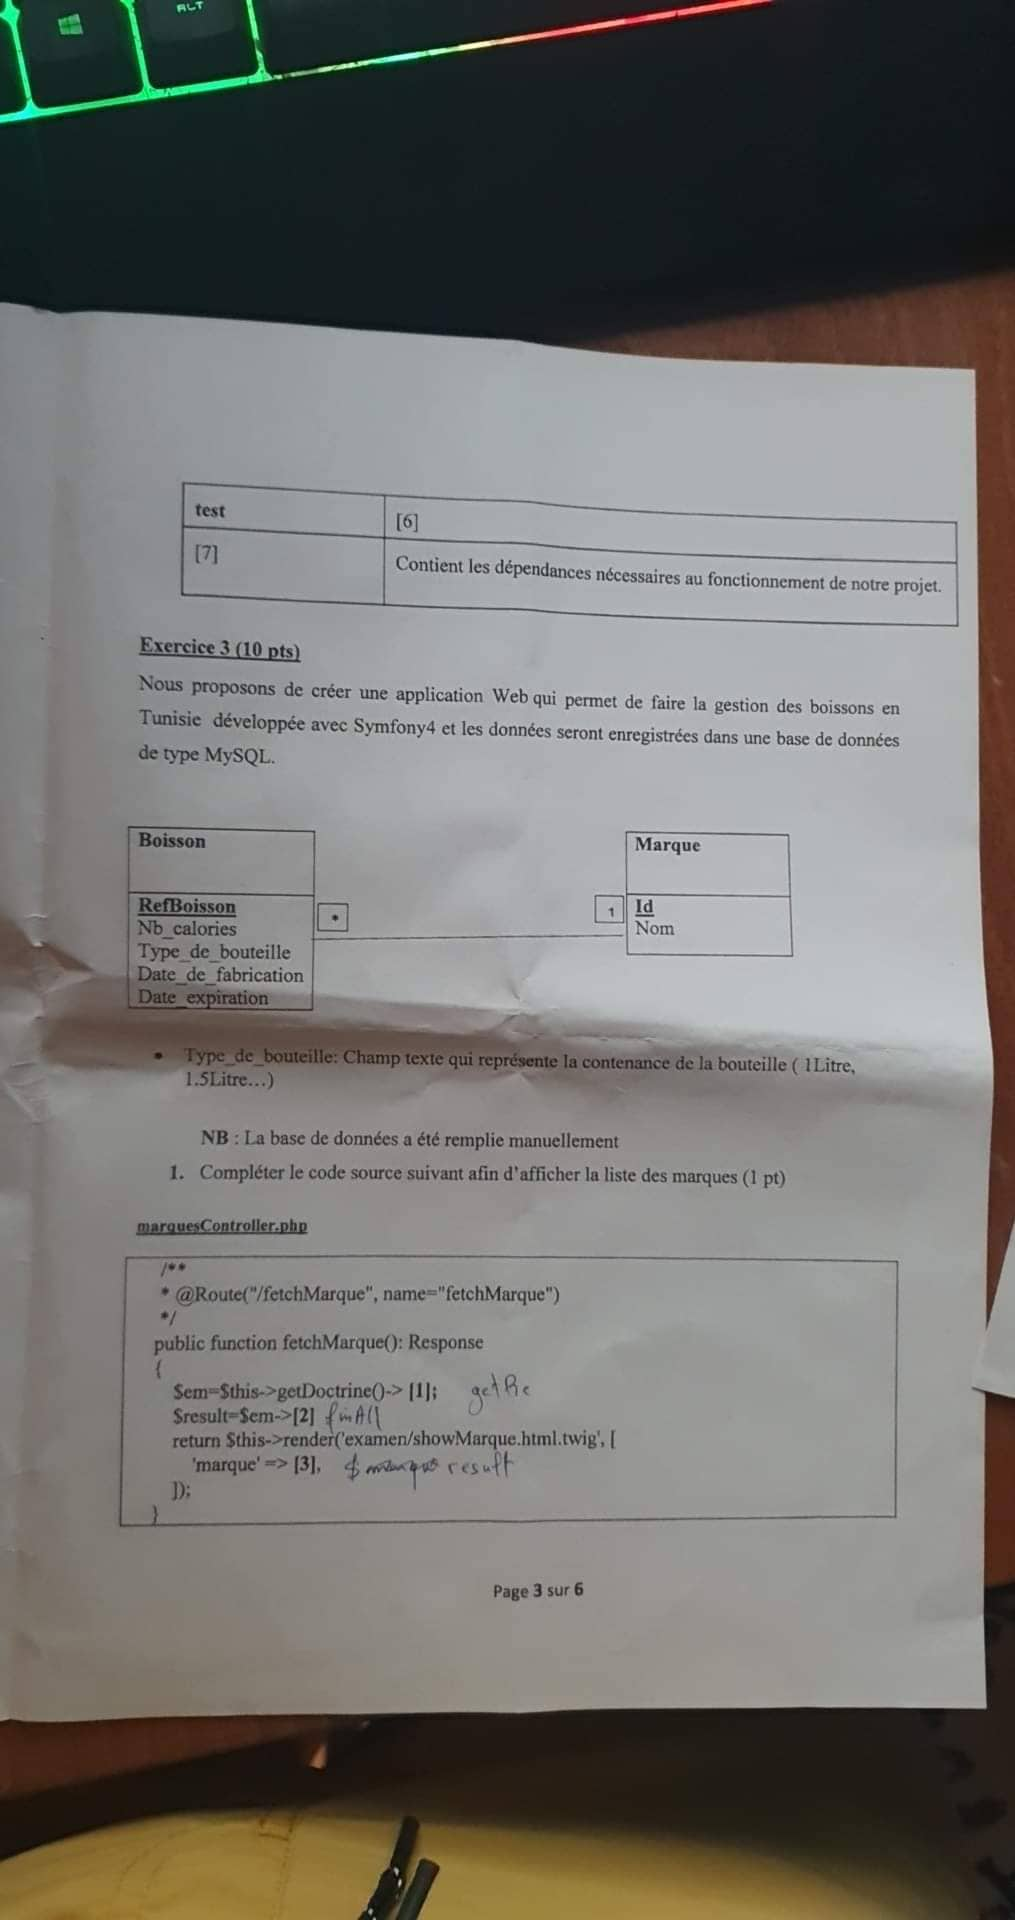 ALT
test
[6]
[7]
Contient les dépendances nécessaires au fonctionnement de notre projet.
Exercice 3 (10 pts)
Nous proposons de créer une application Web qui permet de faire la gestion des boissons en
Tunisie développée avec Symfony4 et les données seront enregistrées dans une base de données
de type MySQL.
Boisson
Marque
RefBoisson
*
1
Id
Nb_calories
Nom
Type_de_bouteille
Date_de_fabrication
Date_expiration
• Type_de_bouteille: Champ texte qui représente la contenance de la bouteille ( 1Litre,
1.5Litre…)
NB : La base de données a été remplie manuellement
1. Compléter le code source suivant afin d’afficher la liste des marques (1 pt)
marquesController.php
/**
* @Route("/fetchMarque", name="fetchMarque")
*/
public function fetchMarque(): Response
{
$em=$this->getDoctrine()-> [1]; getRe
$result=$em->[2] finAll
return $this->render('examen/showMarque.html.twig', [
'marque' => [3], $ marque result
]);
}
Page 3 sur 6